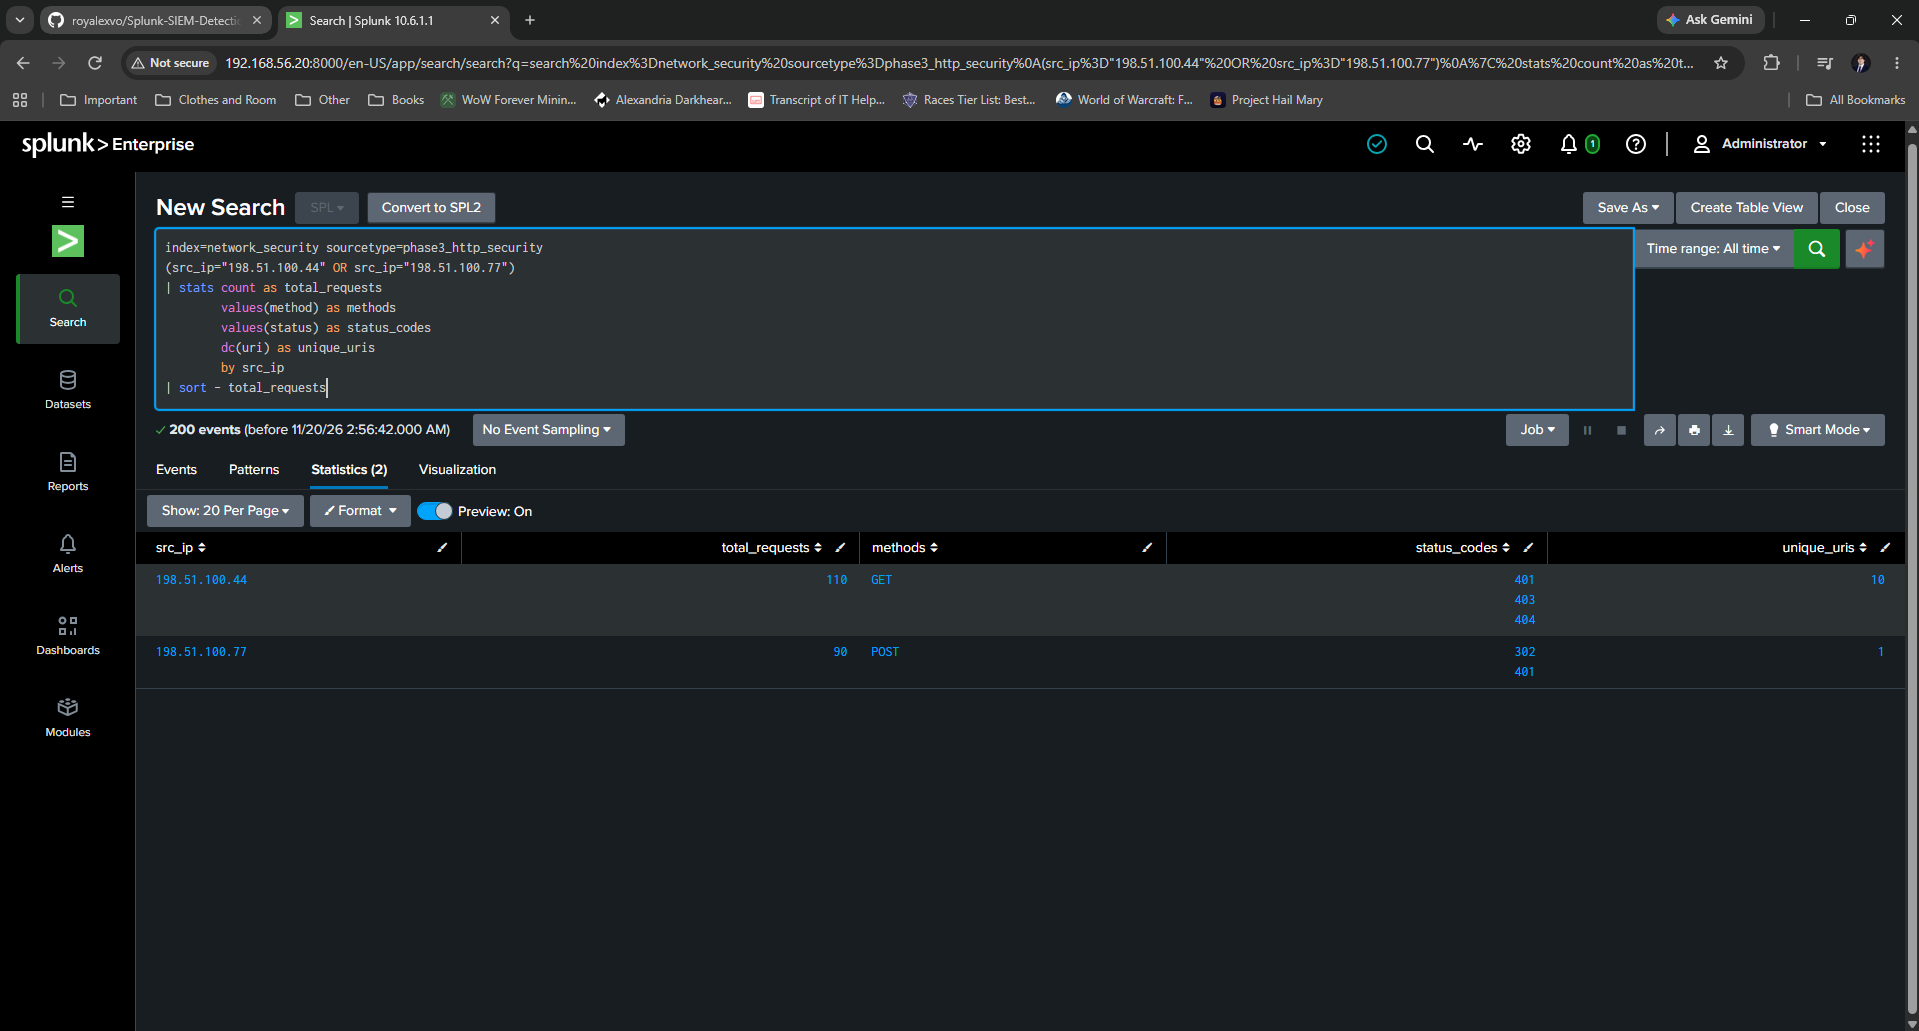 royalexvo/Splunk-SIEM-Detecti
Search | Splunk 10.6.1.1
Ask Gemini
Not secure
192.168.56.20:8000/en-US/app/search/search?q=search%20index%3Dnetwork_security%20sourcetype%3Dphase3_http_security%0A(src_ip%3D"198.51.100.44"%20OR%20src_ip%3D"198.51.100.77")%0A%7C%20stats%20count%20as%20t...
Important
Clothes and Room
Other
Books
WoW Forever Minin...
Alexandria Darkhear...
Transcript of IT Help...
Races Tier List: Best...
World of Warcraft: F...
Project Hail Mary
All Bookmarks
splunk>Enterprise
1
Administrator
New Search
SPL
Convert to SPL2
Save As
Create Table View
Close
index=network_security sourcetype=phase3_http_security
(src_ip="198.51.100.44" OR src_ip="198.51.100.77")
| stats count as total_requests
values(method) as methods
values(status) as status_codes
dc(uri) as unique_uris
by src_ip
| sort - total_requests
Time range: All time
Search
Datasets
Reports
Alerts
Dashboards
Modules
200 events (before 11/20/26 2:56:42.000 AM)
No Event Sampling
Job
Smart Mode
Events
Patterns
Statistics (2)
Visualization
Show: 20 Per Page
Format
Preview: On
src_ip total_requests methods status_codes unique_uris
198.51.100.44 110 GET 401 10
403
404
198.51.100.77 90 POST 302 1
401